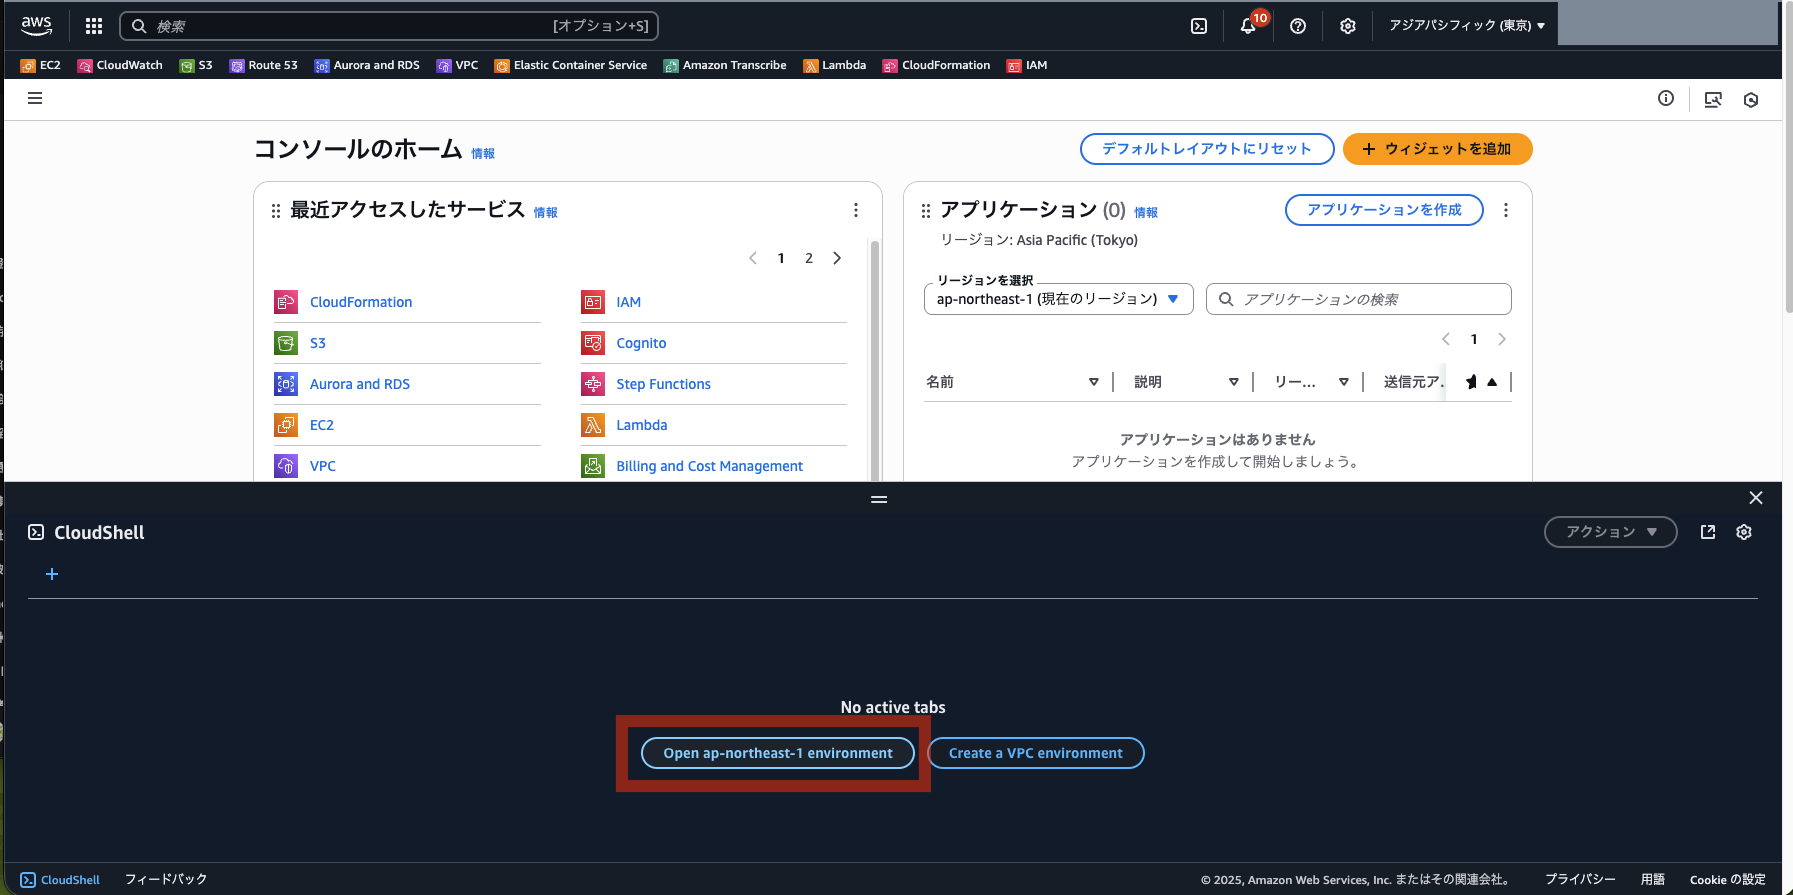 aws
検索 [オプション+S]
10
アジアパシフィック (東京)
EC2 CloudWatch S3 Route 53 Aurora and RDS VPC Elastic Container Service Amazon Transcribe Lambda CloudFormation IAM
コンソールのホーム 情報
デフォルトレイアウトにリセット
ウィジェットを追加
最近アクセスしたサービス 情報
1 2
CloudFormation
IAM
S3
Cognito
Aurora and RDS
Step Functions
EC2
Lambda
VPC
Billing and Cost Management
アプリケーション (0) 情報
アプリケーションを作成
リージョン: Asia Pacific (Tokyo)
リージョンを選択
ap-northeast-1 (現在のリージョン)
アプリケーションの検索
1
名前 説明 リー... 送信元ア.
アプリケーションはありません
アプリケーションを作成して開始しましょう。
CloudShell
アクション
No active tabs
Open ap-northeast-1 environment
Create a VPC environment
CloudShell フィードバック
© 2025, Amazon Web Services, Inc. またはその関連会社。 プライバシー 用語 Cookie の設定